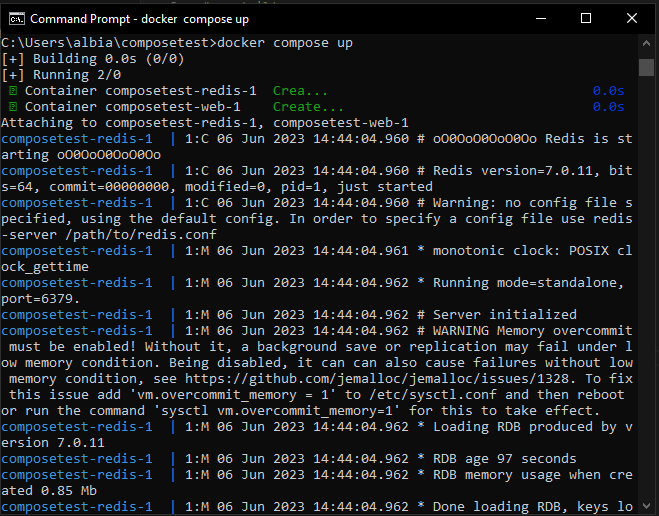 Command Prompt - docker compose up
C:\Users\albia\composetest>docker compose up
[+] Building 0.0s (0/0)
[+] Running 2/0
Container composetest-redis-1  Crea...  0.0s
Container composetest-web-1    Create...  0.0s
Attaching to composetest-redis-1, composetest-web-1
composetest-redis-1  | 1:C 06 Jun 2023 14:44:04.960 # oO0OoO0OoO0Oo Redis is st
arting oO0OoO0OoO0Oo
composetest-redis-1  | 1:C 06 Jun 2023 14:44:04.960 # Redis version=7.0.11, bit
s=64, commit=00000000, modified=0, pid=1, just started
composetest-redis-1  | 1:C 06 Jun 2023 14:44:04.960 # Warning: no config file s
pecified, using the default config. In order to specify a config file use redis
-server /path/to/redis.conf
composetest-redis-1  | 1:M 06 Jun 2023 14:44:04.961 * monotonic clock: POSIX cl
ock_gettime
composetest-redis-1  | 1:M 06 Jun 2023 14:44:04.962 * Running mode=standalone,
port=6379.
composetest-redis-1  | 1:M 06 Jun 2023 14:44:04.962 # Server initialized
composetest-redis-1  | 1:M 06 Jun 2023 14:44:04.962 # WARNING Memory overcommit
must be enabled! Without it, a background save or replication may fail under l
ow memory condition. Being disabled, it can can also cause failures without low
memory condition, see https://github.com/jemalloc/jemalloc/issues/1328. To fix
this issue add 'vm.overcommit_memory = 1' to /etc/sysctl.conf and then reboot
or run the command 'sysctl vm.overcommit_memory=1' for this to take effect.
composetest-redis-1  | 1:M 06 Jun 2023 14:44:04.962 * Loading RDB produced by v
ersion 7.0.11
composetest-redis-1  | 1:M 06 Jun 2023 14:44:04.962 * RDB age 97 seconds
composetest-redis-1  | 1:M 06 Jun 2023 14:44:04.962 * RDB memory usage when cre
ated 0.85 Mb
composetest-redis-1  | 1:M 06 Jun 2023 14:44:04.962 * Done loading RDB, keys lo